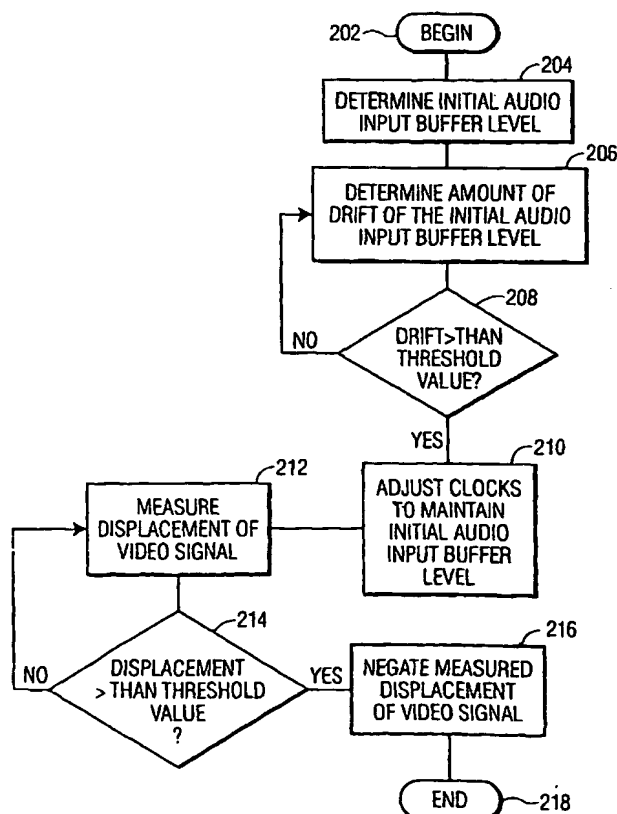 202
BEGIN
204
DETERMINE INITIAL AUDIO
INPUT BUFFER LEVEL
206
DETERMINE AMOUNT OF
DRIFT OF THE INITIAL AUDIO
INPUT BUFFER LEVEL
208
NO
DRIFT>THAN
THRESHOLD
VALUE?
YES
210
212
ADJUST CLOCKS
TO MAINTAIN
INITIAL AUDIO
INPUT BUFFER
LEVEL
MEASURE
DISPLACEMENT OF
VIDEO SIGNAL
214
NO
DISPLACEMENT
>THAN THRESHOLD
VALUE
?
YES
216
NEGATE MEASURED
DISPLACEMENT
OF VIDEO SIGNAL
END
218